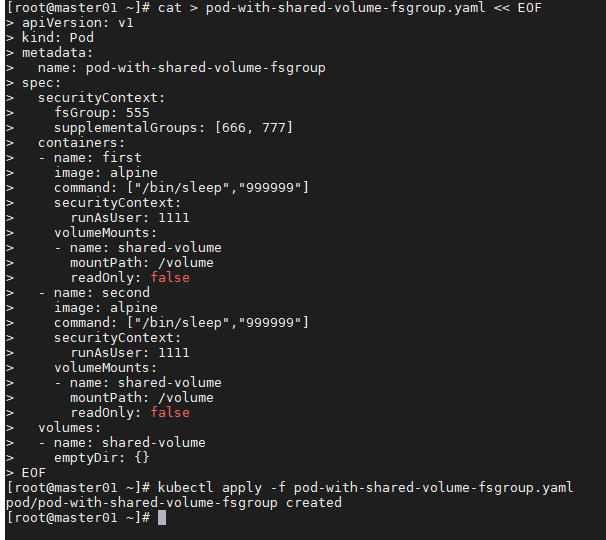 [root@master01 ~]# cat > pod-with-shared-volume-fsgroup.yaml << EOF
> apiVersion: v1
> kind: Pod
> metadata:
>   name: pod-with-shared-volume-fsgroup
> spec:
>   securityContext:
>     fsGroup: 555
>     supplementalGroups: [666, 777]
>   containers:
>   - name: first
>     image: alpine
>     command: ["/bin/sleep","999999"]
>     securityContext:
>       runAsUser: 1111
>     volumeMounts:
>     - name: shared-volume
>       mountPath: /volume
>       readOnly: false
>   - name: second
>     image: alpine
>     command: ["/bin/sleep","999999"]
>     securityContext:
>       runAsUser: 1111
>     volumeMounts:
>     - name: shared-volume
>       mountPath: /volume
>       readOnly: false
>   volumes:
>   - name: shared-volume
>     emptyDir: {}
> EOF
[root@master01 ~]# kubectl apply -f pod-with-shared-volume-fsgroup.yaml
pod/pod-with-shared-volume-fsgroup created
[root@master01 ~]#